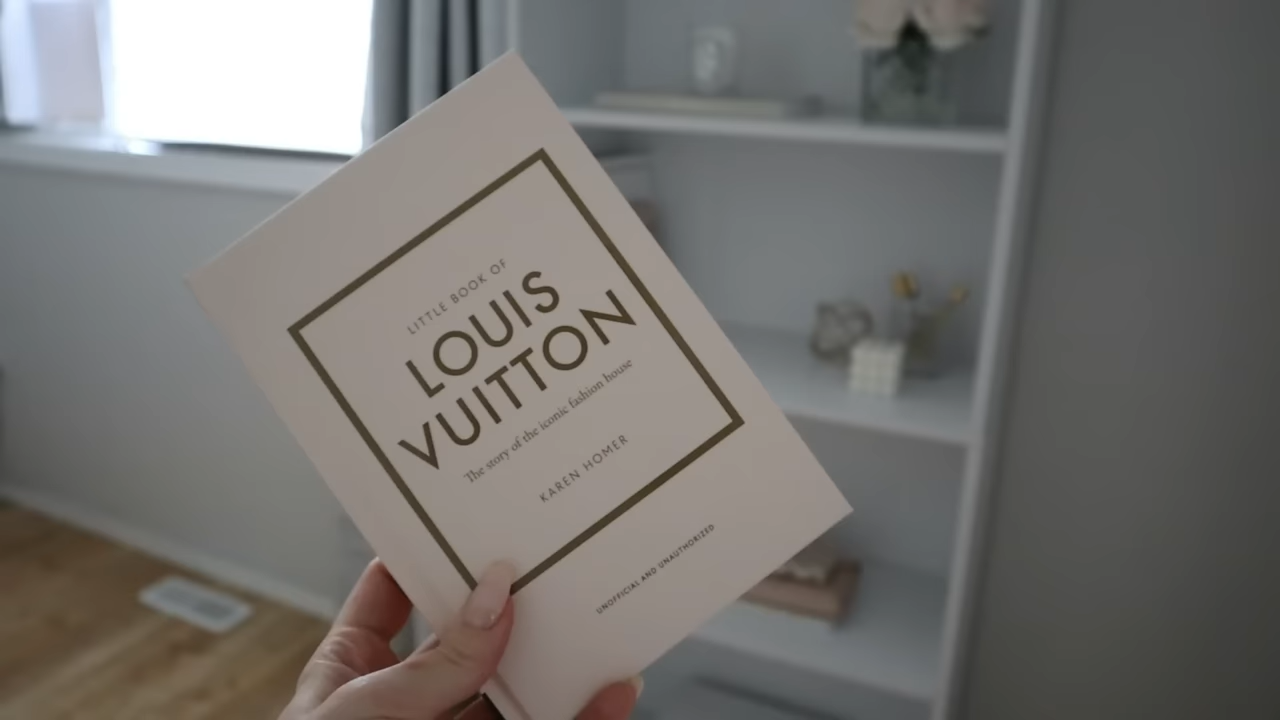 LITTLE BOOK OF
LOUIS
VUITTON
The story of the iconic fashion house
KAREN HOMER
UNOFFICIAL AND UNAUTHORIZED